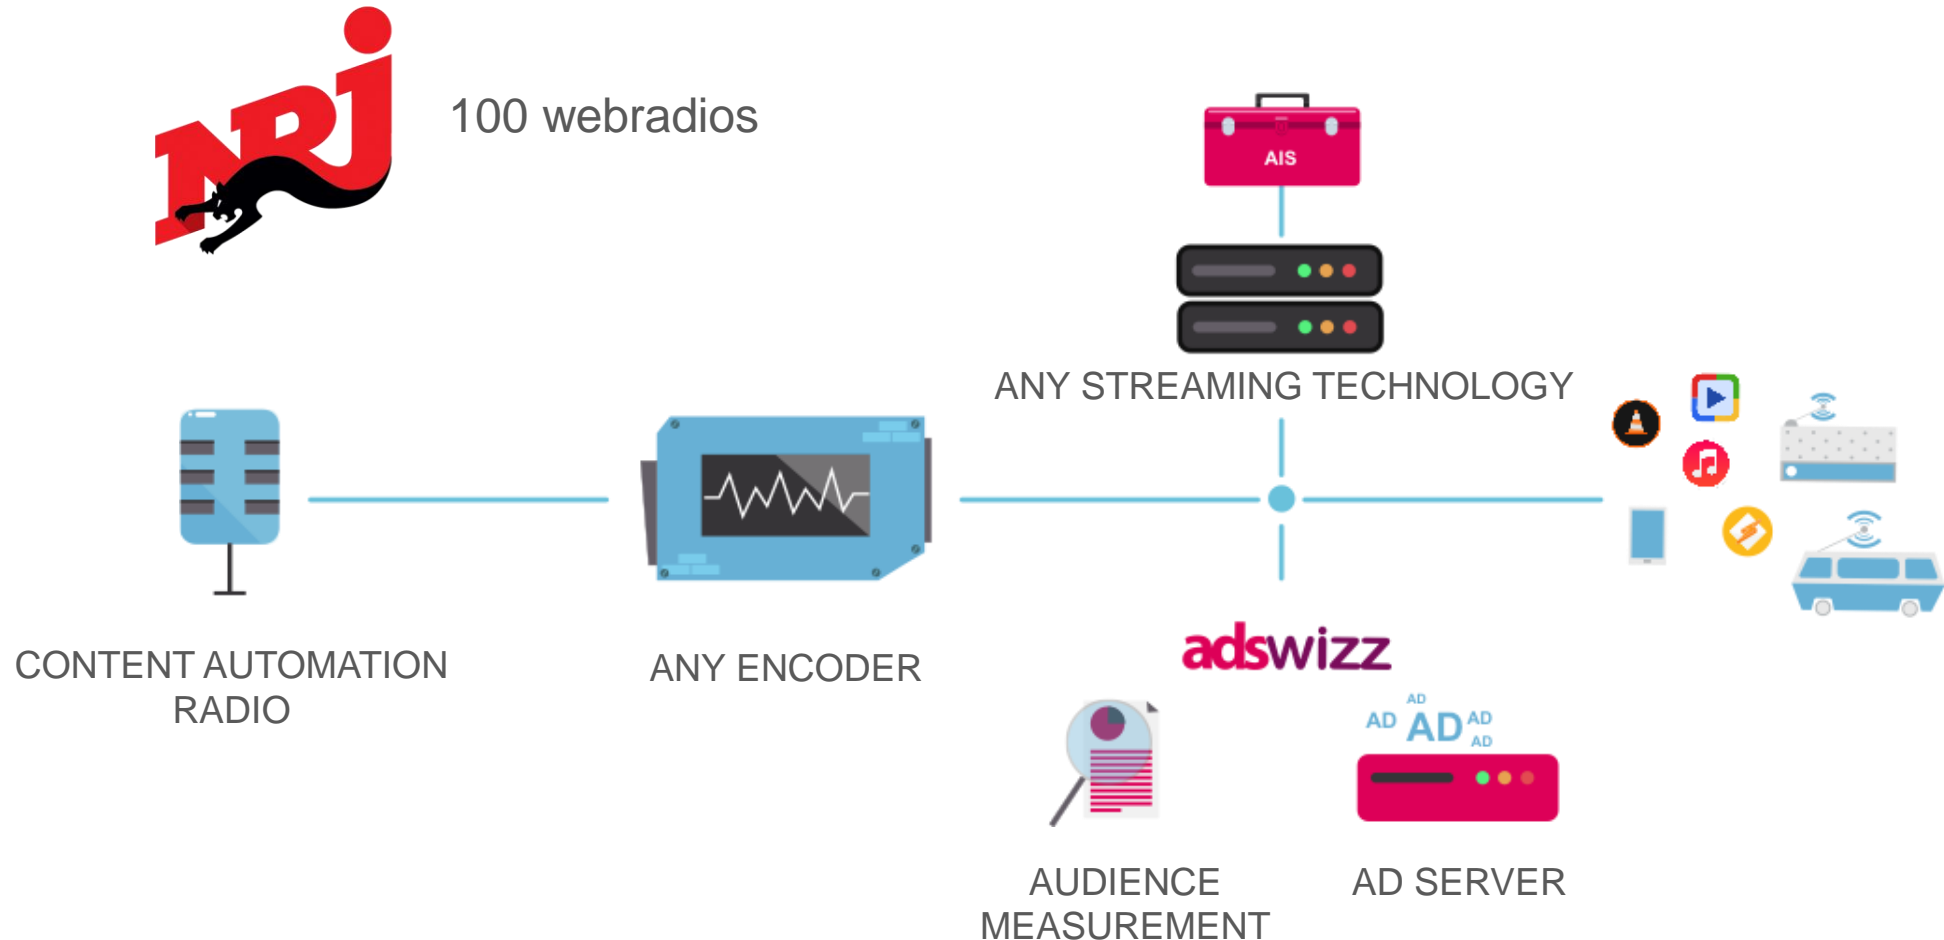 NRJ
100 webradios
AIS
ANY STREAMING TECHNOLOGY
CONTENT AUTOMATION
RADIO
ANY ENCODER
adswizz
AD
AD AD AD
AD
AUDIENCE
MEASUREMENT
AD SERVER